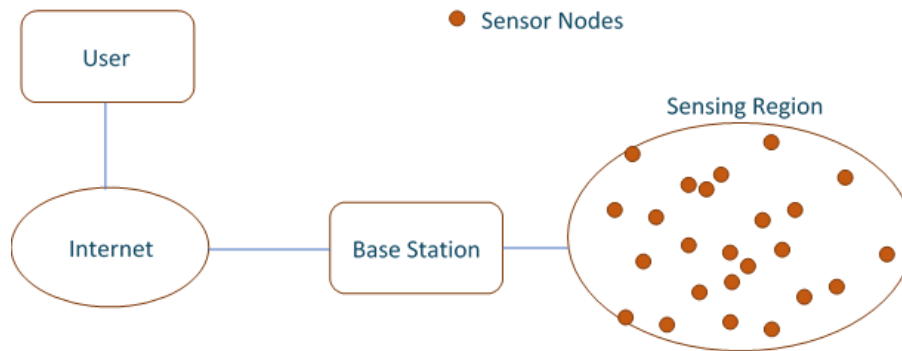 Sensor Nodes
User
Sensing Region
Internet
Base Station